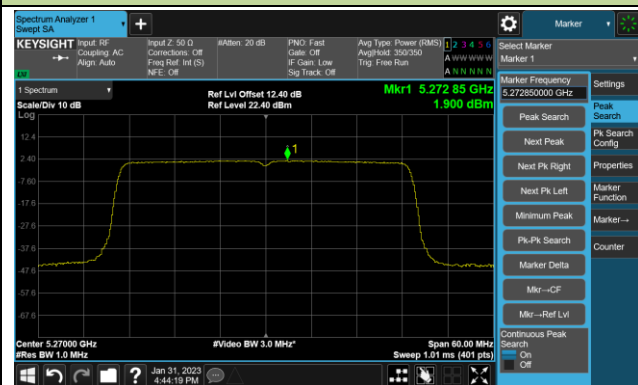 Spectrum Analyzer 1
Swept SA
+
Marker
KEYSIGHT
Input: RF
Coupling: AC
Align: Auto
Input Z: 50 Ω
Corrections: Off
Freq Ref: Int (S)
NFE: Off
#Atten: 20 dB
PNO: Fast
Gate: Off
IF Gain: Low
Sig Track: Off
Avg Type: Power (RMS)
Avg|Hold: 350/350
Trig: Free Run
1 2 3 4 5 6
A W W W W W
A N N N N N
LXI
Select Marker
Marker 1
1 Spectrum
Scale/Div 10 dB
Log
Ref Lvl Offset 12.40 dB
Ref Level 22.40 dBm
Mkr1 5.272 85 GHz
1.900 dBm
12.4
2.40
-7.60
-17.6
-27.6
-37.6
-47.6
-57.6
-67.6
1
Center 5.27000 GHz
#Res BW 1.0 MHz
#Video BW 3.0 MHz*
Span 60.00 MHz
Sweep 1.01 ms (401 pts)
Marker Frequency
5.272850000 GHz
Peak Search
Next Peak
Next Pk Right
Next Pk Left
Minimum Peak
Pk-Pk Search
Marker Delta
Mkr→CF
Mkr→Ref Lvl
Continuous Peak
Search
On
Off
Settings
Peak
Search
Pk Search
Config
Properties
Marker
Function
Marker→
Counter
?
Jan 31, 2023
4:44:19 PM